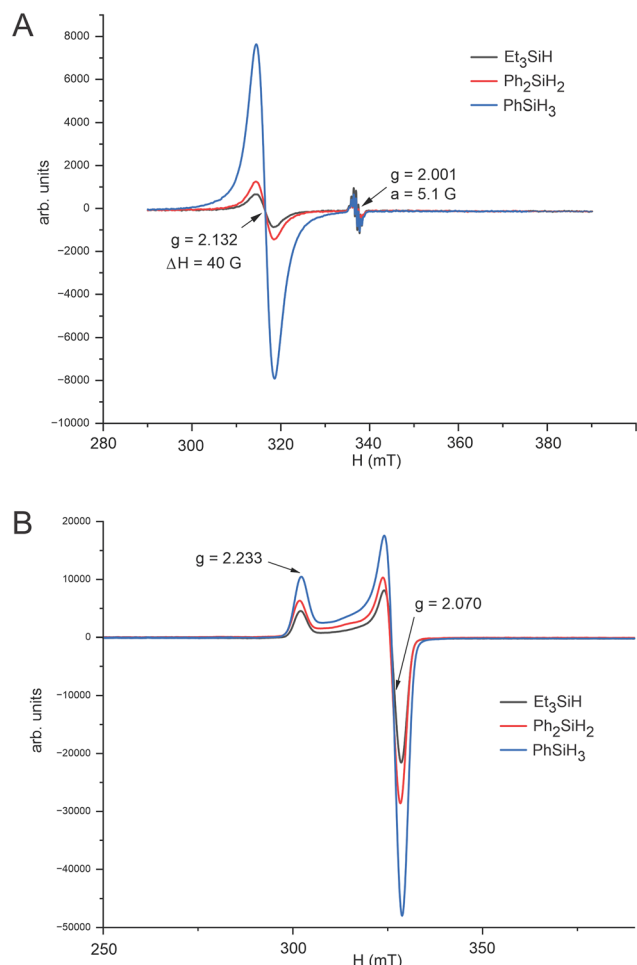 A
8000
6000
4000
2000
0
−2000
−4000
−6000
−8000
−10000
arb. units
Et₃SiH
Ph₂SiH₂
PhSiH₃
g = 2.001
a = 5.1 G
g = 2.132
ΔH = 40 G
280 300 320 340 360 380
H (mT)
B
20000
10000
0
−10000
−20000
−30000
−40000
−50000
arb. units
g = 2.233
g = 2.070
Et₃SiH
Ph₂SiH₂
PhSiH₃
250 300 350
H (mT)